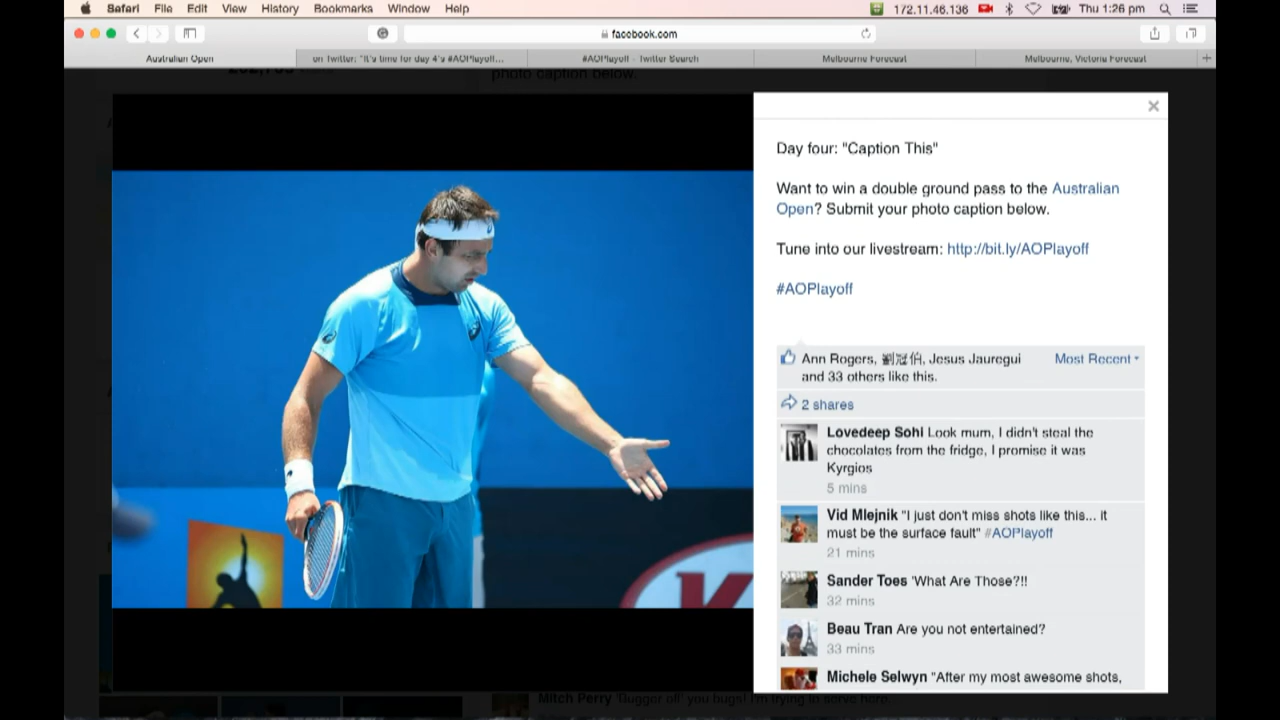 Safari File Edit View History Bookmarks Window Help 172.11.46.136 Thu 1:26 pm
facebook.com
Australian Open
on Twitter: "It's time for day 4's #AOPlayoff...
#AOPlayoff - Twitter Search
Melbourne Forecast
Melbourne, Victoria Forecast
photo caption below.
Day four: "Caption This"
Want to win a double ground pass to the Australian
Open? Submit your photo caption below.
Tune into our livestream: http://bit.ly/AOPlayoff
#AOPlayoff
Ann Rogers, 劉冠伯, Jesus Jauregui
and 33 others like this.
Most Recent
2 shares
Lovedeep Sohi Look mum, I didn't steal the
chocolates from the fridge, I promise it was
Kyrgios
5 mins
Vid Mlejnik "I just don't miss shots like this... it
must be the surface fault" #AOPlayoff
21 mins
Sander Toes 'What Are Those?!!
32 mins
Beau Tran Are you not entertained?
33 mins
Michele Selwyn "After my most awesome shots,
Mitch Perry 'Bugger off' you bugs! I'm trying to serve here...